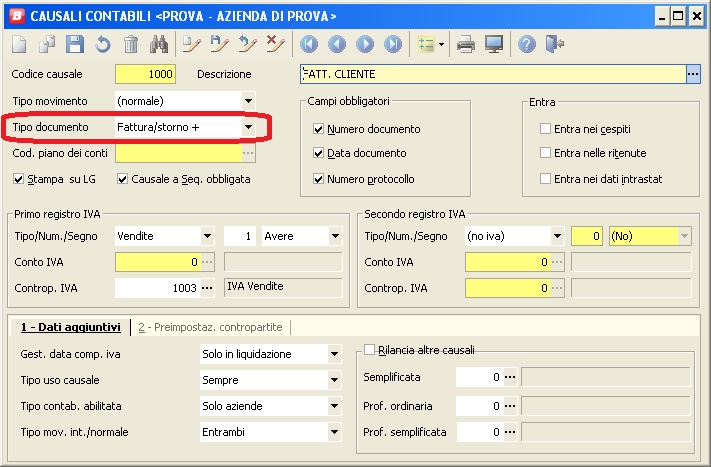 B CAUSALI CONTABILI <PROVA - AZIENDA DI PROVA>
Codice causale 1000 Descrizione FATT. CLIENTE ...
Tipo movimento (normale)
Tipo documento Fattura/storno +
Cod. piano dei conti ...
Stampa su LG Causale a Seq. obbligata
Campi obbligatori
Numero documento
Data documento
Numero protocollo
Entra
Entra nei cespiti
Entra nelle ritenute
Entra nei dati intrastat
Primo registro IVA
Tipo/Num./Segno Vendite 1 Avere
Conto IVA 0 ...
Controp. IVA 1003 ... IVA Vendite
Secondo registro IVA
Tipo/Num./Segno (no iva) 0 (No)
Conto IVA 0 ...
Controp. IVA 0 ...
1 - Dati aggiuntivi 2 - Preimpostaz. contropartite
Gest. data comp. iva Solo in liquidazione
Tipo uso causale Sempre
Tipo contab. abilitata Solo aziende
Tipo mov. int./normale Entrambi
Rilancia altre causali
Semplificata 0 ...
Prof. ordinaria 0 ...
Prof. semplificata 0 ...